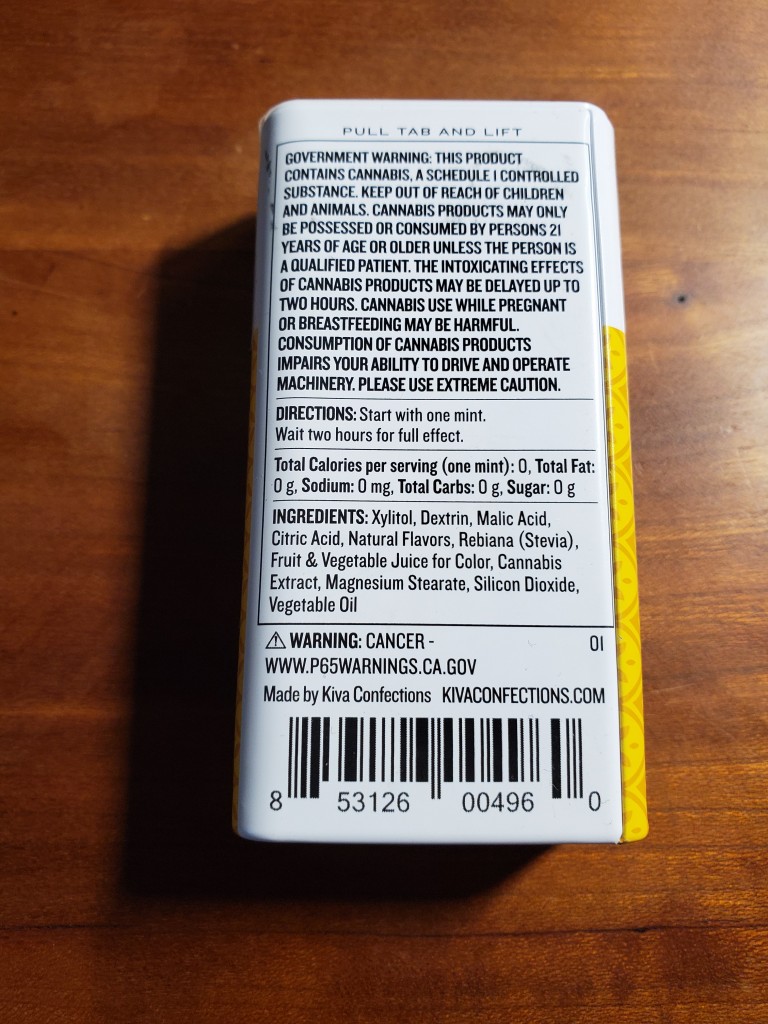 PULL TAB AND LIFT
GOVERNMENT WARNING: THIS PRODUCT
CONTAINS CANNABIS, A SCHEDULE I CONTROLLED
SUBSTANCE. KEEP OUT OF REACH OF CHILDREN
AND ANIMALS. CANNABIS PRODUCTS MAY ONLY
BE POSSESSED OR CONSUMED BY PERSONS 21
YEARS OF AGE OR OLDER UNLESS THE PERSON IS
A QUALIFIED PATIENT. THE INTOXICATING EFFECTS
OF CANNABIS PRODUCTS MAY BE DELAYED UP TO
TWO HOURS. CANNABIS USE WHILE PREGNANT
OR BREASTFEEDING MAY BE HARMFUL.
CONSUMPTION OF CANNABIS PRODUCTS
IMPAIRS YOUR ABILITY TO DRIVE AND OPERATE
MACHINERY. PLEASE USE EXTREME CAUTION.
DIRECTIONS: Start with one mint.
Wait two hours for full effect.
Total Calories per serving (one mint): 0, Total Fat:
0 g, Sodium: 0 mg, Total Carbs: 0 g, Sugar: 0 g
INGREDIENTS: Xylitol, Dextrin, Malic Acid,
Citric Acid, Natural Flavors, Rebiana (Stevia),
Fruit & Vegetable Juice for Color, Cannabis
Extract, Magnesium Stearate, Silicon Dioxide,
Vegetable Oil
⚠ WARNING: CANCER - 01
WWW.P65WARNINGS.CA.GOV
Made by Kiva Confections KIVACONFECTIONS.COM
8 53126 00496 0